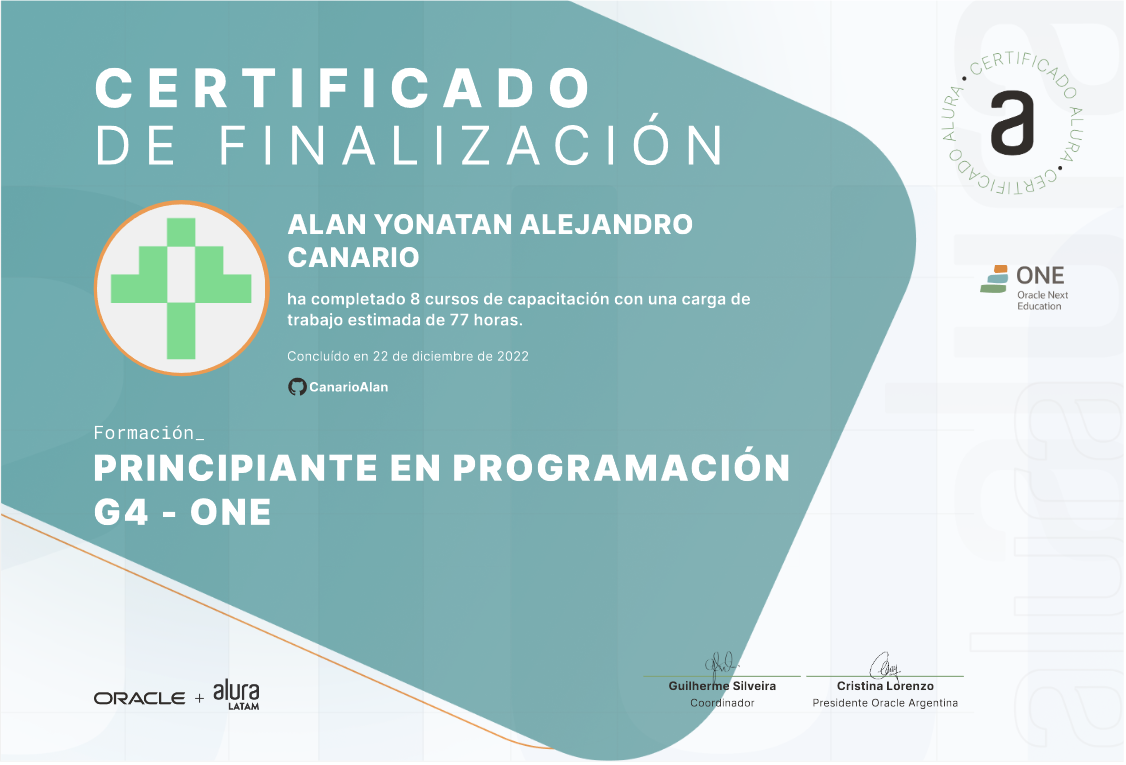 CERTIFICADO
DE FINALIZACIÓN
CERTIFICADO ALURA • CERTIFICADO ALURA •
a
ALAN YONATAN ALEJANDRO
CANARIO
ha completado 8 cursos de capacitación con una carga de
trabajo estimada de 77 horas.
Concluído en 22 de diciembre de 2022
CanarioAlan
ONE
Oracle Next
Education
Formación_
PRINCIPIANTE EN PROGRAMACIÓN
G4 - ONE
alura
alura
ORACLE + alura
LATAM
Guilherme Silveira
Coordinador
Cristina Lorenzo
Presidente Oracle Argentina